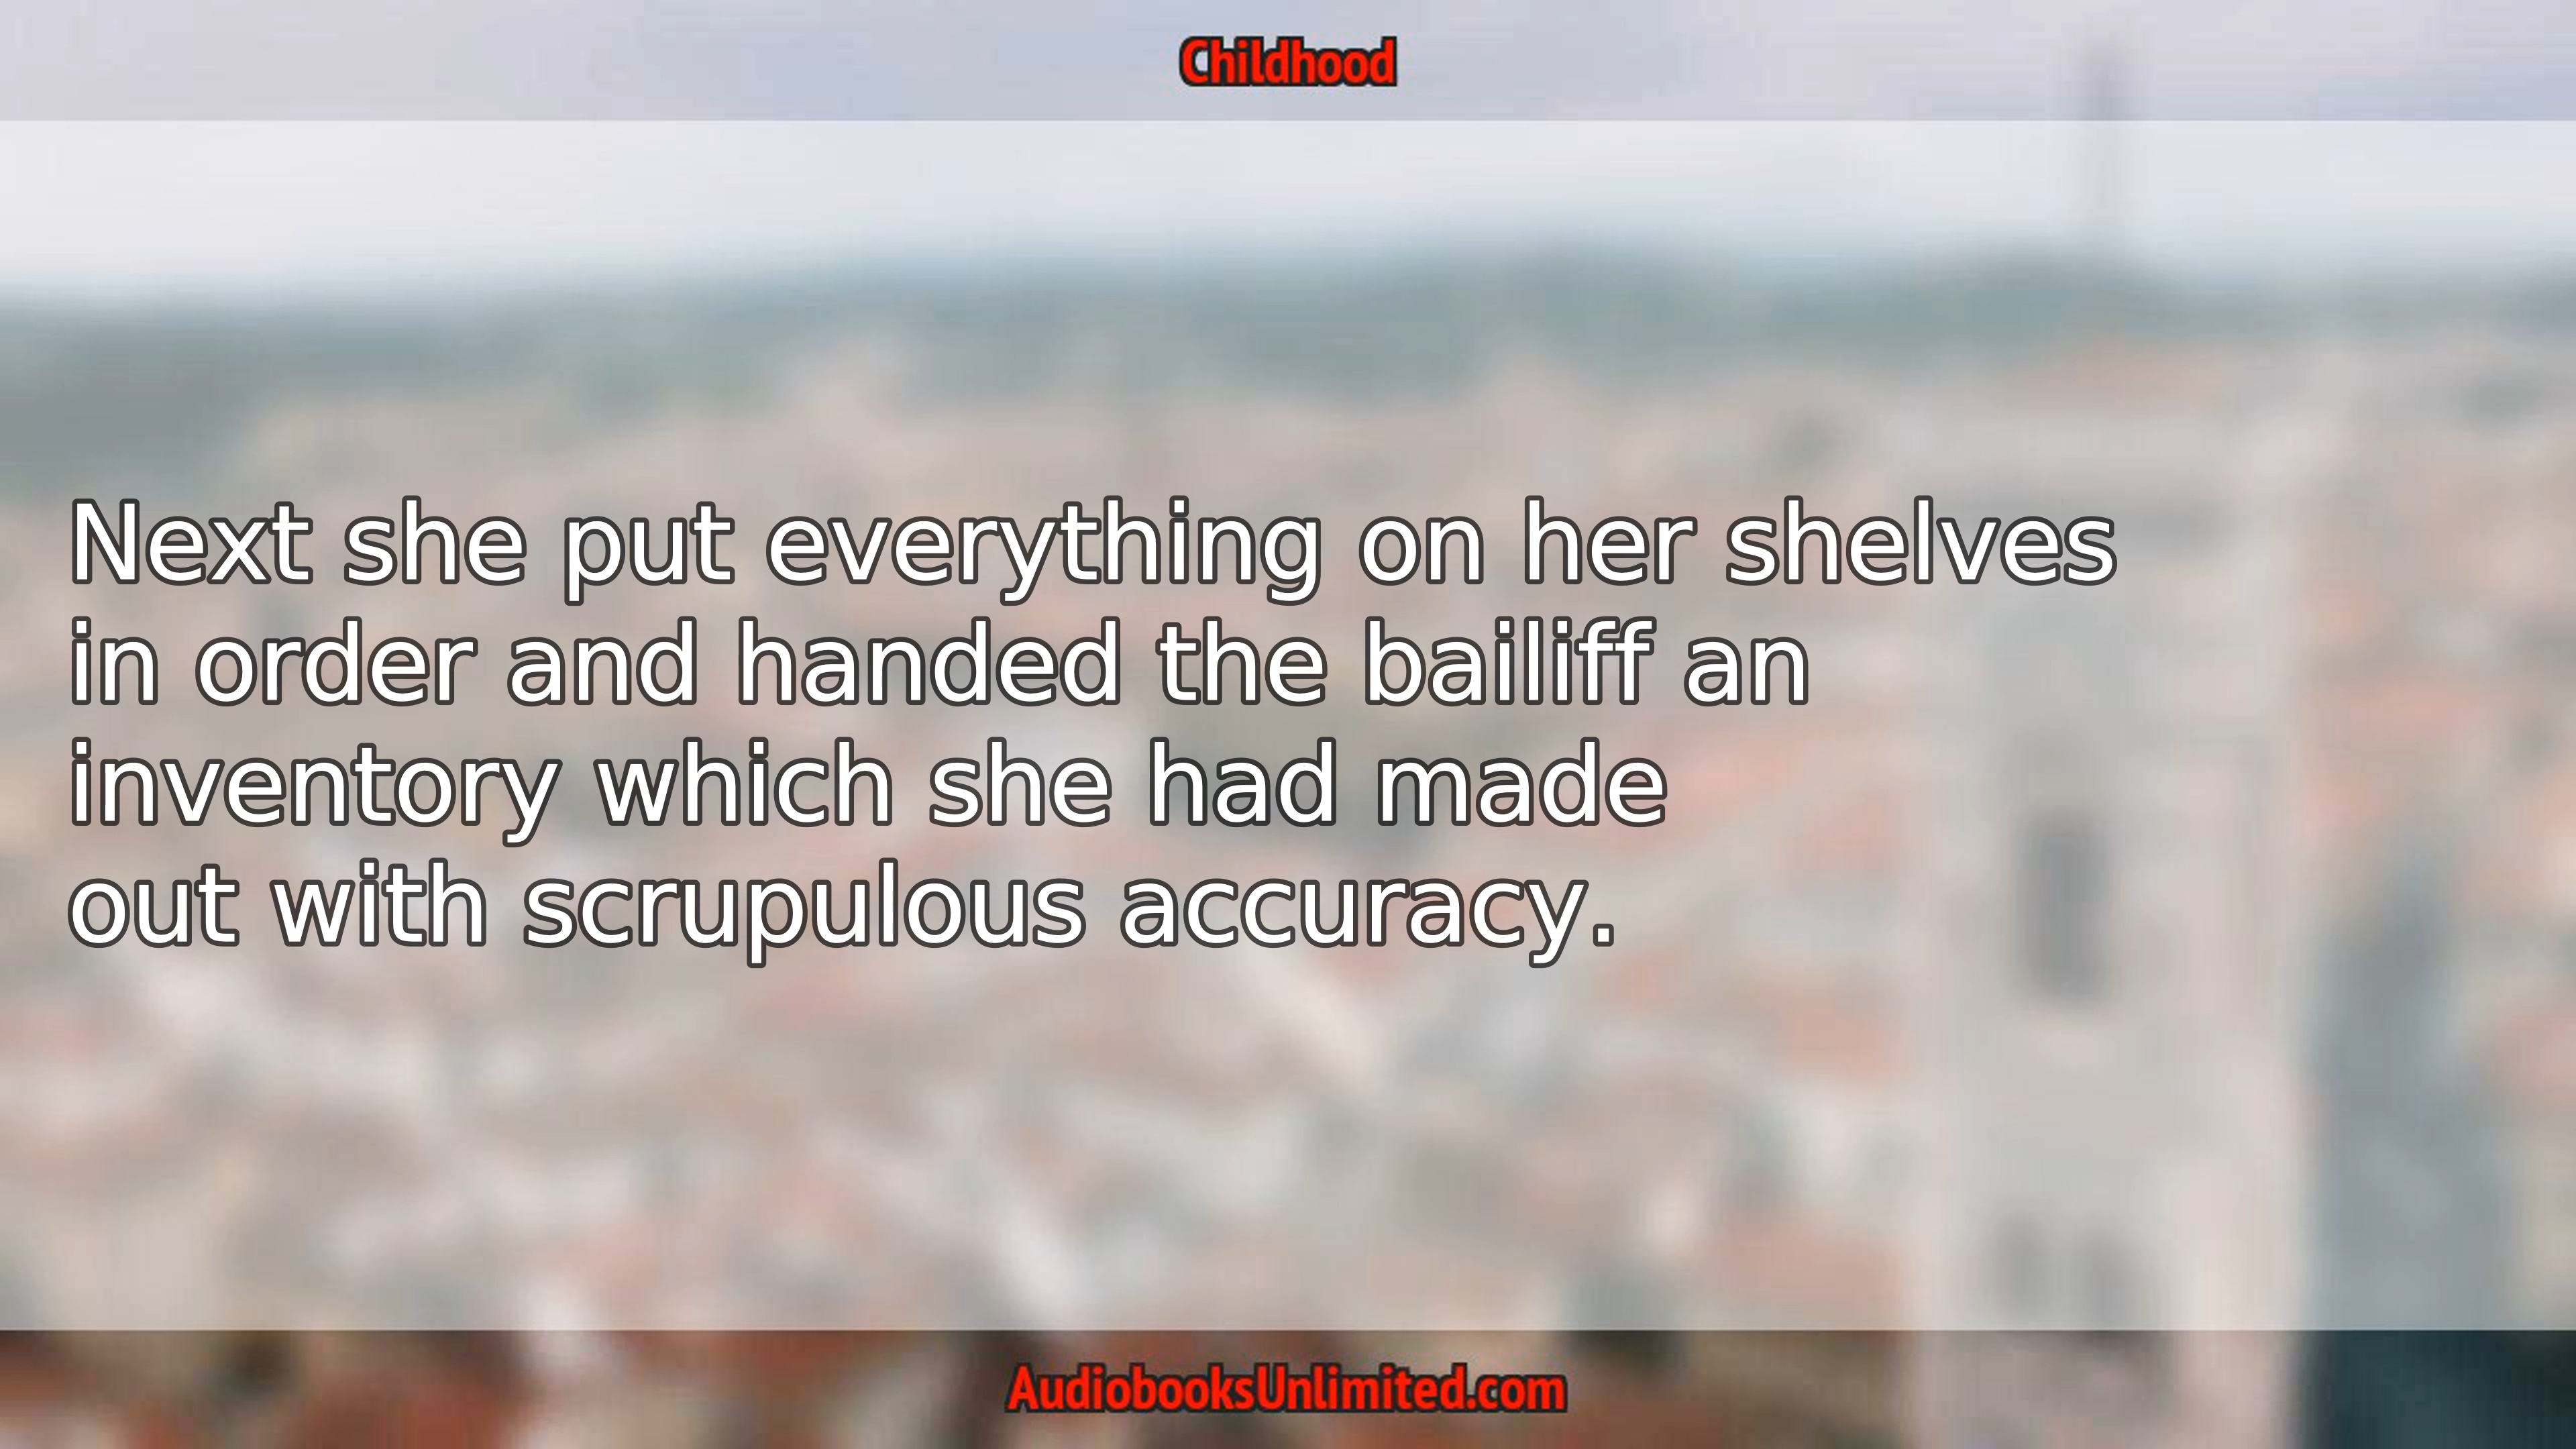 Childhood
Next she put everything on her shelves
in order and handed the bailiff an
inventory which she had made
out with scrupulous accuracy.
AudiobooksUnlimited.com